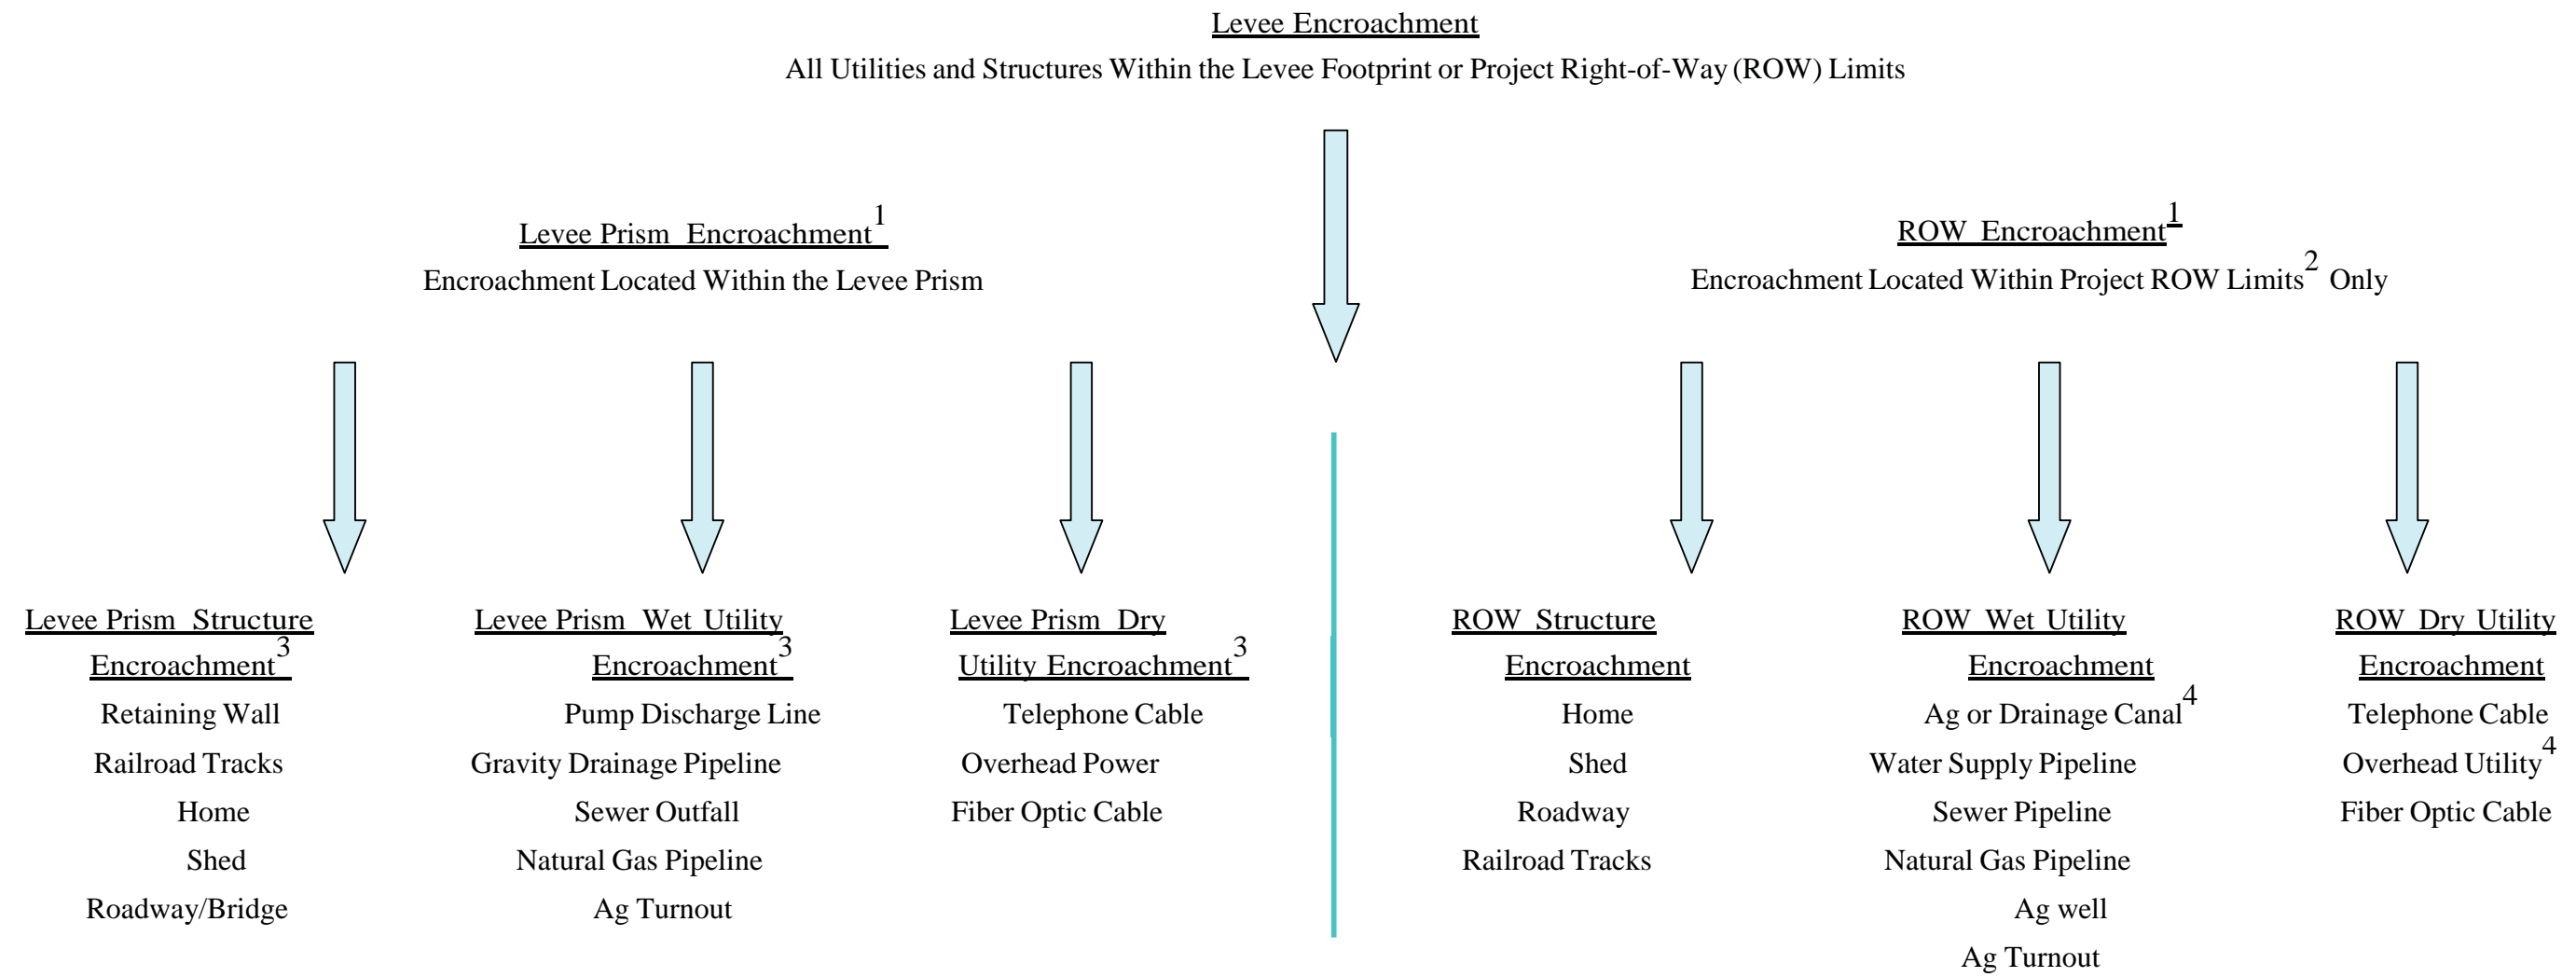 Levee Encroachment
All Utilities and Structures Within the Levee Footprint or Project Right-of-Way (ROW) Limits
Levee Prism Encroachment1
Encroachment Located Within the Levee Prism
ROW Encroachment1
Encroachment Located Within Project ROW Limits2 Only
Levee Prism Structure
Encroachment3
Retaining Wall
Railroad Tracks
Home
Shed
Roadway/Bridge
Levee Prism Wet Utility
Encroachment3
Pump Discharge Line
Gravity Drainage Pipeline
Sewer Outfall
Natural Gas Pipeline
Ag Turnout
Levee Prism Dry
Utility Encroachment3
Telephone Cable
Overhead Power
Fiber Optic Cable
ROW Structure
Encroachment
Home
Shed
Roadway
Railroad Tracks
ROW Wet Utility
Encroachment
Ag or Drainage Canal4
Water Supply Pipeline
Sewer Pipeline
Natural Gas Pipeline
Ag well
Ag Turnout
ROW Dry Utility
Encroachment
Telephone Cable
Overhead Utility4
Fiber Optic Cable